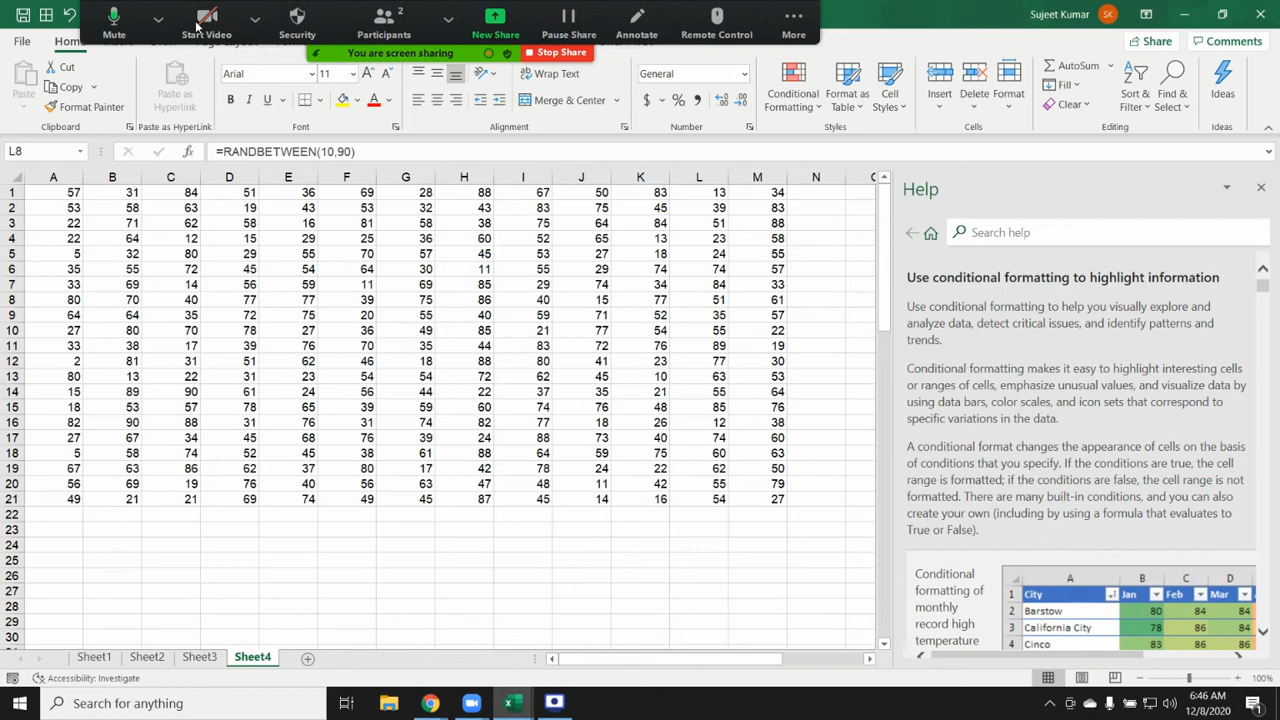 Sujeet Kumar SK
Mute Start Video Security Participants 2 New Share Pause Share Annotate Remote Control More
You are screen sharing Stop Share
File Home Share Comments
Paste Cut Copy Format Painter
Paste as Hyperlink
Arial 11
B I U
Wrap Text
Merge & Center
General
$ % ,
Conditional Formatting Format as Table Cell Styles
Insert Delete Format
AutoSum Fill Clear
Sort & Filter Find & Select
Ideas
Clipboard Paste as HyperLink Font Alignment Number Styles Cells Editing Ideas
L8 fx =RANDBETWEEN(10,90)
A B C D E F G H I J K L M N
1 57 31 84 51 36 69 28 88 67 50 83 13 34
2 53 58 63 19 43 53 32 43 83 75 45 39 83
3 22 71 62 58 16 81 58 38 75 64 84 51 88
4 22 64 12 15 29 25 36 60 52 65 13 23 58
5 5 32 80 29 55 70 57 45 53 27 18 24 55
6 35 55 72 45 54 64 30 11 55 29 74 74 57
7 33 69 14 56 59 11 69 85 29 74 34 84 33
8 80 70 40 77 77 39 75 86 40 15 77 51 61
9 64 64 35 72 75 20 55 40 59 71 52 35 57
10 27 80 70 78 27 36 49 85 21 77 54 55 22
11 33 38 17 39 76 70 35 44 83 72 76 89 19
12 2 81 31 51 62 46 18 88 80 41 23 77 30
13 80 13 22 31 23 54 54 72 62 45 10 63 53
14 15 89 90 61 24 56 44 22 37 35 21 55 64
15 18 53 57 78 65 39 59 60 74 76 48 85 76
16 82 90 88 31 76 31 74 82 77 18 26 12 38
17 27 67 34 45 68 76 39 24 88 73 40 74 60
18 5 58 74 52 45 38 61 88 64 59 75 60 63
19 67 63 86 62 37 80 17 42 78 24 22 62 50
20 56 69 19 76 40 56 63 47 48 11 42 55 79
21 49 21 21 69 74 49 45 87 45 14 16 54 27
22
23
24
25
26
27
28
29
30
Help
Search help
Use conditional formatting to highlight information
Use conditional formatting to help you visually explore and
analyze data, detect critical issues, and identify patterns and
trends.
Conditional formatting makes it easy to highlight interesting cells
or ranges of cells, emphasize unusual values, and visualize data by
using data bars, color scales, and icon sets that correspond to
specific variations in the data.
A conditional format changes the appearance of cells on the basis
of conditions that you specify. If the conditions are true, the cell
range is formatted; if the conditions are false, the cell range is not
formatted. There are many built-in conditions, and you can also
create your own (including by using a formula that evaluates to
True or False).
Conditional
formatting of
monthly
record high
temperature
A B C D
1 City Jan Feb Mar
2 Barstow 80 84 84
3 California City 78 86 84
4 Cinco 83 86 86
Sheet1 Sheet2 Sheet3 Sheet4
Accessibility: Investigate 100%
Search for anything
6:46 AM
12/8/2020